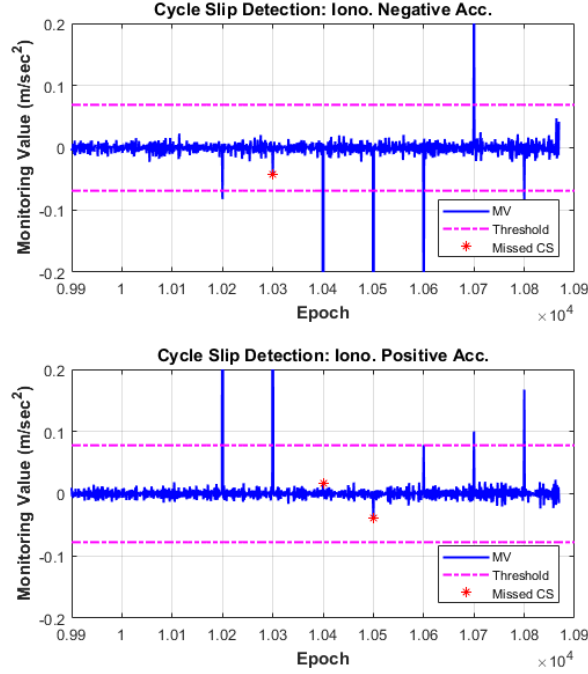 Cycle Slip Detection: Iono. Negative Acc.
0.2
0.1
0
-0.1
-0.2
Monitoring Value (m/sec²)
MV
Threshold
Missed CS
0.99 1 1.01 1.02 1.03 1.04 1.05 1.06 1.07 1.08 1.09
Epoch
×10⁴
Cycle Slip Detection: Iono. Positive Acc.
0.2
0.1
0
-0.1
-0.2
Monitoring Value (m/sec²)
MV
Threshold
Missed CS
0.99 1 1.01 1.02 1.03 1.04 1.05 1.06 1.07 1.08 1.09
Epoch
×10⁴